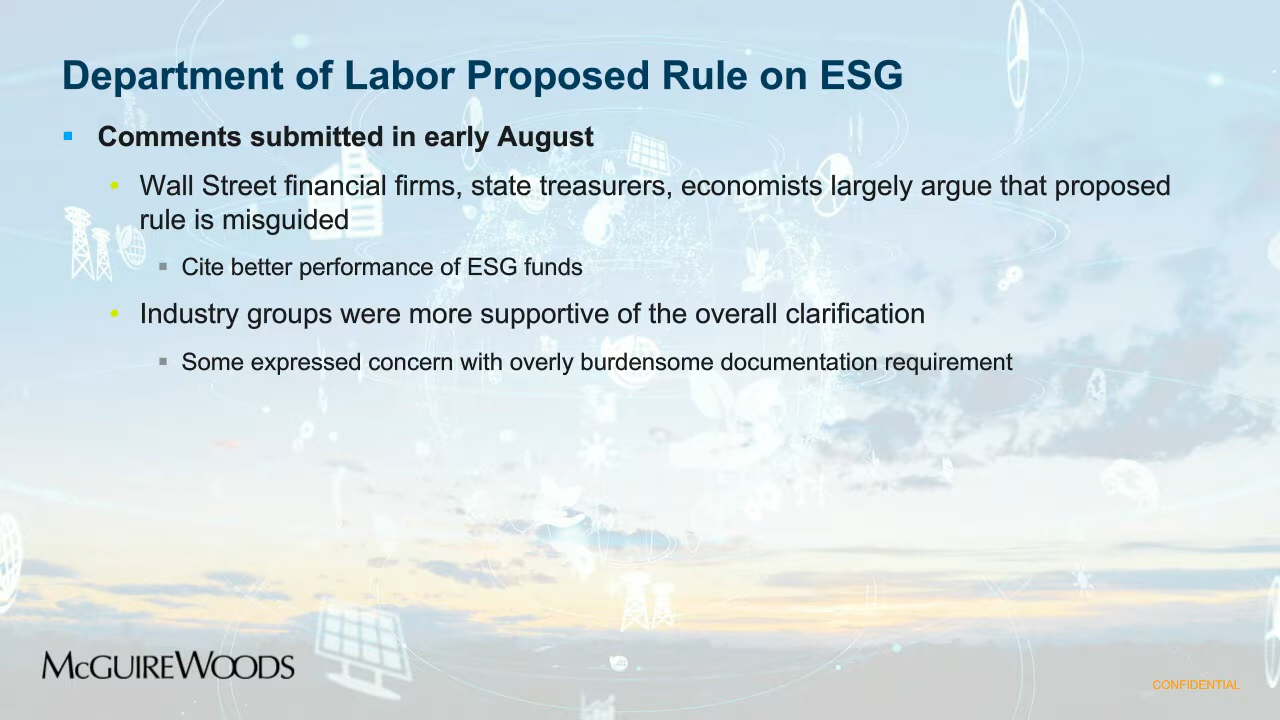 Department of Labor Proposed Rule on ESG
Comments submitted in early August
Wall Street financial firms, state treasurers, economists largely argue that proposed
rule is misguided
Cite better performance of ESG funds
Industry groups were more supportive of the overall clarification
Some expressed concern with overly burdensome documentation requirement
McGUIREWOODS
CONFIDENTIAL